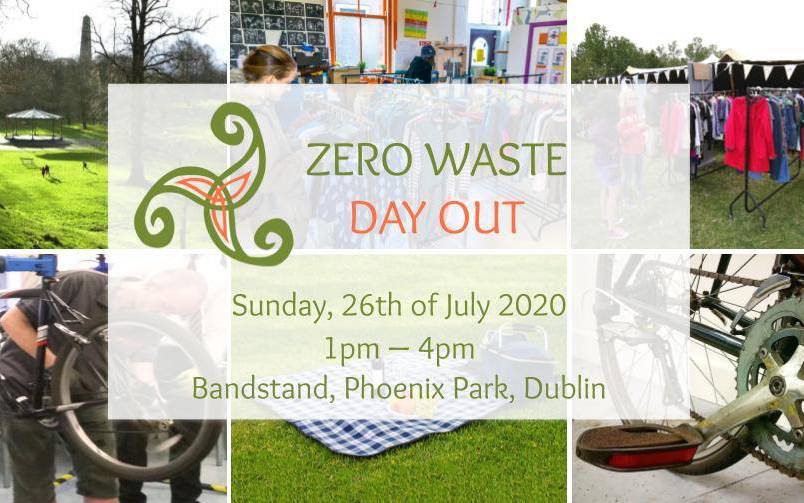 ZERO WASTE
DAY OUT
Sunday, 26th of July 2020
1pm – 4pm
Bandstand, Phoenix Park, Dublin